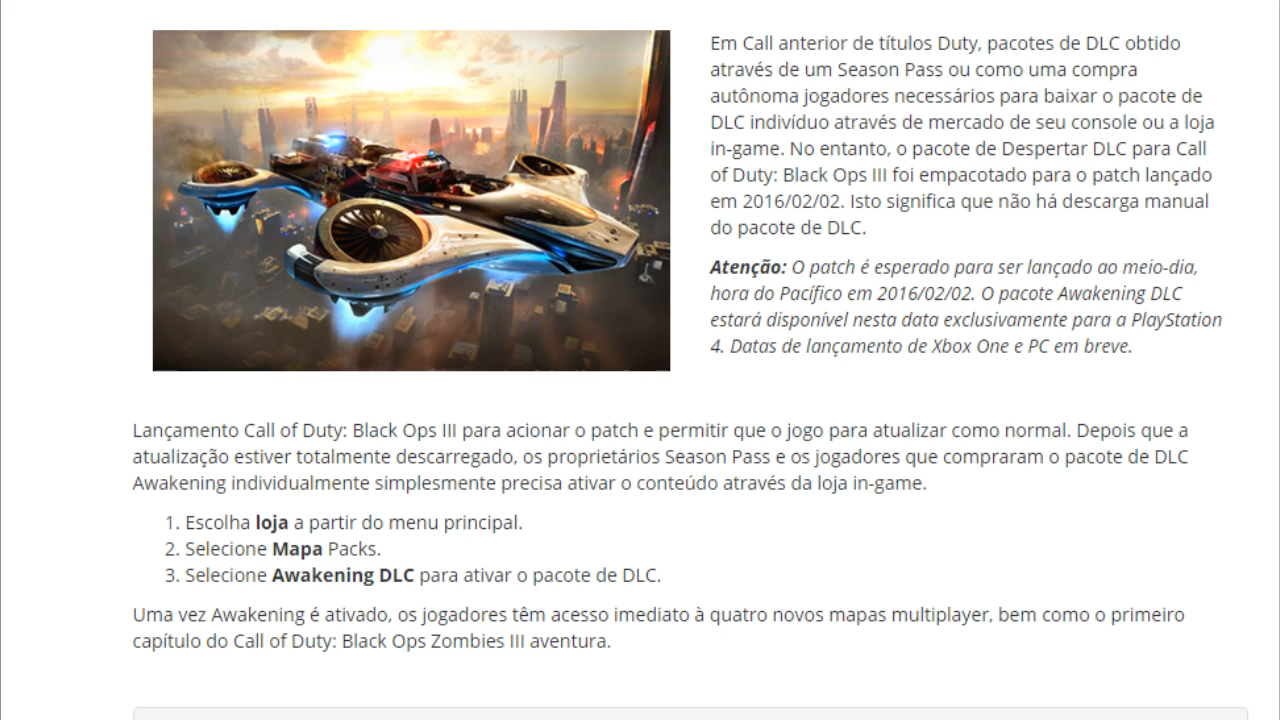 Em Call anterior de títulos Duty, pacotes de DLC obtido
através de um Season Pass ou como uma compra
autônoma jogadores necessários para baixar o pacote de
DLC indivíduo através de mercado de seu console ou a loja
in-game. No entanto, o pacote de Despertar DLC para Call
of Duty: Black Ops III foi empacotado para o patch lançado
em 2016/02/02. Isto significa que não há descarga manual
do pacote de DLC.
Atenção: O patch é esperado para ser lançado ao meio-dia,
hora do Pacífico em 2016/02/02. O pacote Awakening DLC
estará disponível nesta data exclusivamente para a PlayStation
4. Datas de lançamento de Xbox One e PC em breve.
Lançamento Call of Duty: Black Ops III para acionar o patch e permitir que o jogo para atualizar como normal. Depois que a
atualização estiver totalmente descarregado, os proprietários Season Pass e os jogadores que compraram o pacote de DLC
Awakening individualmente simplesmente precisa ativar o conteúdo através da loja in-game.
1. Escolha loja a partir do menu principal.
2. Selecione Mapa Packs.
3. Selecione Awakening DLC para ativar o pacote de DLC.
Uma vez Awakening é ativado, os jogadores têm acesso imediato à quatro novos mapas multiplayer, bem como o primeiro
capítulo do Call of Duty: Black Ops Zombies III aventura.